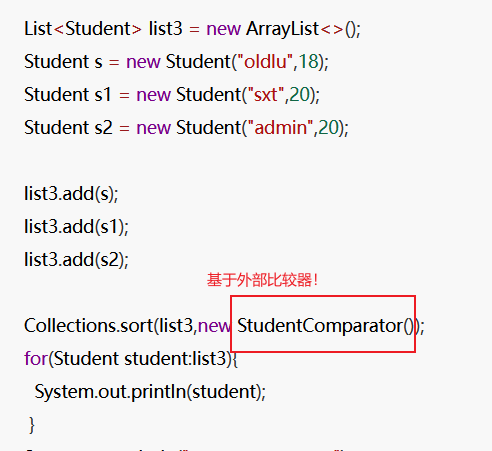 List<Student> list3 = new ArrayList<>();
Student s = new Student("oldlu",18);
Student s1 = new Student("sxt",20);
Student s2 = new Student("admin",20);
list3.add(s);
list3.add(s1);
list3.add(s2);
基于外部比较器！
Collections.sort(list3,new StudentComparator());
for(Student student:list3){
System.out.println(student);
}